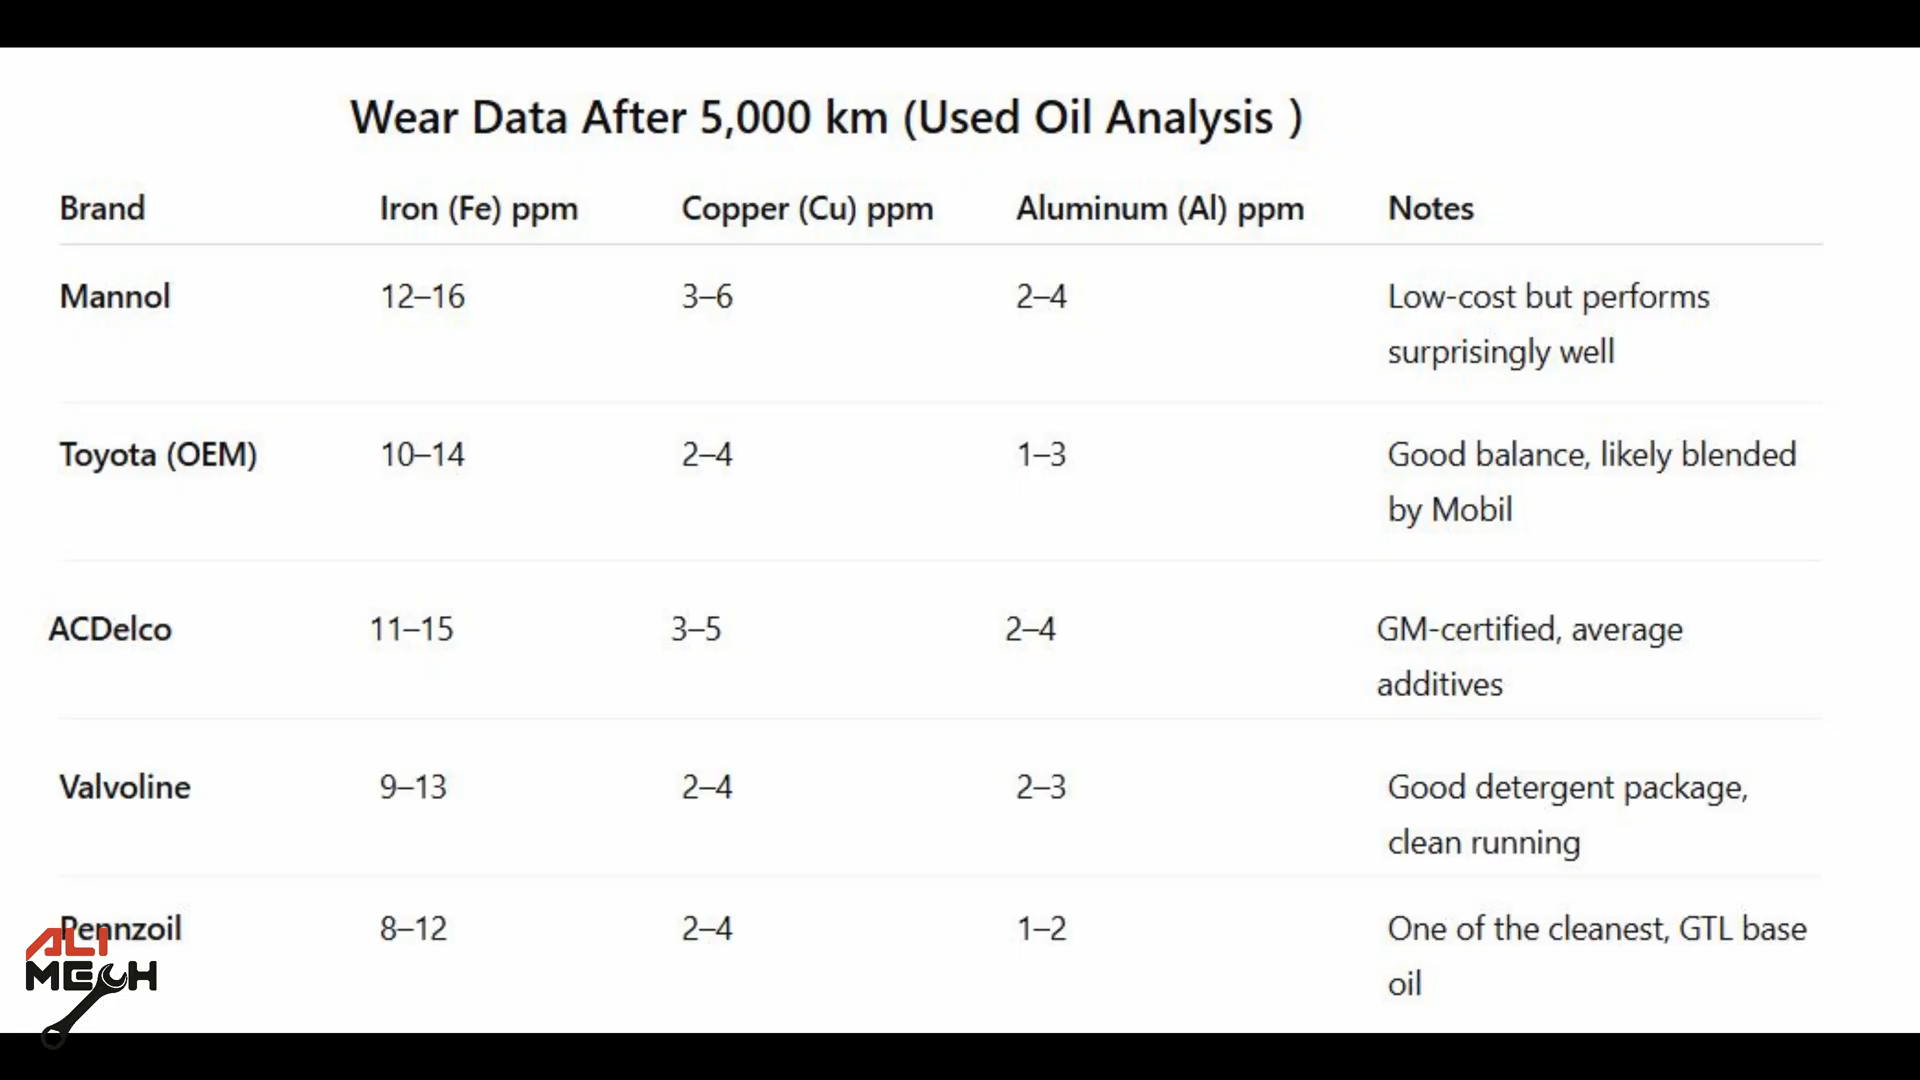 Wear Data After 5,000 km (Used Oil Analysis )
Brand Iron (Fe) ppm Copper (Cu) ppm Aluminum (Al) ppm Notes
Mannol 12–16 3–6 2–4 Low-cost but performs
surprisingly well
Toyota (OEM) 10–14 2–4 1–3 Good balance, likely blended
by Mobil
ACDelco 11–15 3–5 2–4 GM-certified, average
additives
Valvoline 9–13 2–4 2–3 Good detergent package,
clean running
Pennzoil 8–12 2–4 1–2 One of the cleanest, GTL base
oil
ALI
MECH